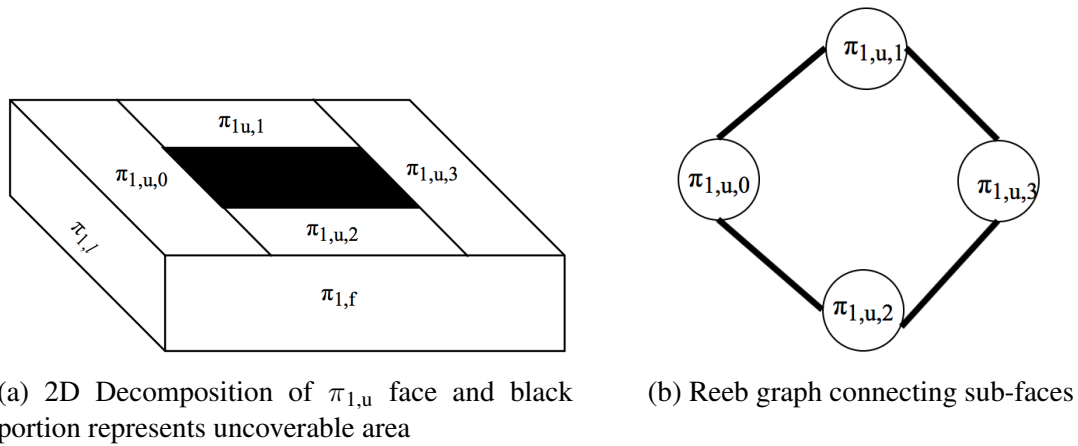 π1u,1
π1,u,0
π1,u,3
π1,u,2
π1,l
π1,f
(a) 2D Decomposition of π1,u face and black
portion represents uncoverable area
π1,u,1
π1,u,0
π1,u,3
π1,u,2
(b) Reeb graph connecting sub-faces